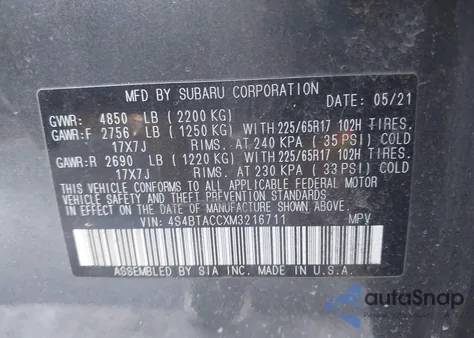 MFD BY SUBARU CORPORATION
GVWR: 4850 LB (2200 KG) DATE: 05/21
GAWR:F 2756 LB (1250 KG) WITH 225/65R17 102H TIRES.
17X7J RIMS. AT 240 KPA (35 PSI) COLD
GAWR:R 2690 LB (1220 KG) WITH 225/65R17 102H TIRES.
17X7J RIMS. AT 230 KPA (33 PSI) COLD
THIS VEHICLE CONFORMS TO ALL APPLICABLE FEDERAL MOTOR
VEHICLE SAFETY AND THEFT PREVENTION STANDARDS
IN EFFECT ON THE DATE OF MANUFACTURE SHOWN ABOVE.
VIN: 4S4BTACCXM3216711 MPV
ASSEMBLED BY SIA INC. MADE IN U.S.A.
autoSnap